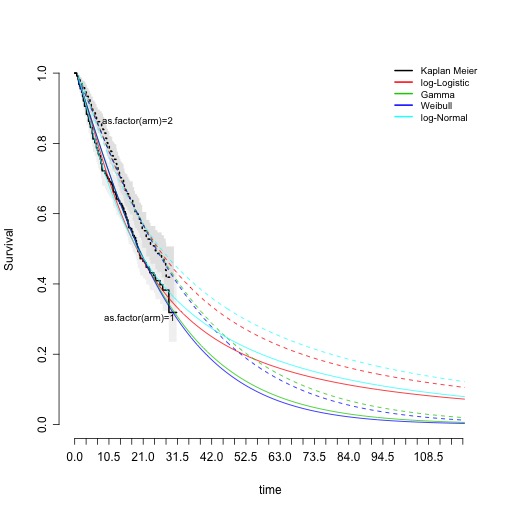 Kaplan Meier
log-Logistic
Gamma
Weibull
log-Normal
as.factor(arm)=2
as.factor(arm)=1
Survival
1.0
0.8
0.6
0.4
0.2
0.0
0.0 10.5 21.0 31.5 42.0 52.5 63.0 73.5 84.0 94.5 108.5
time